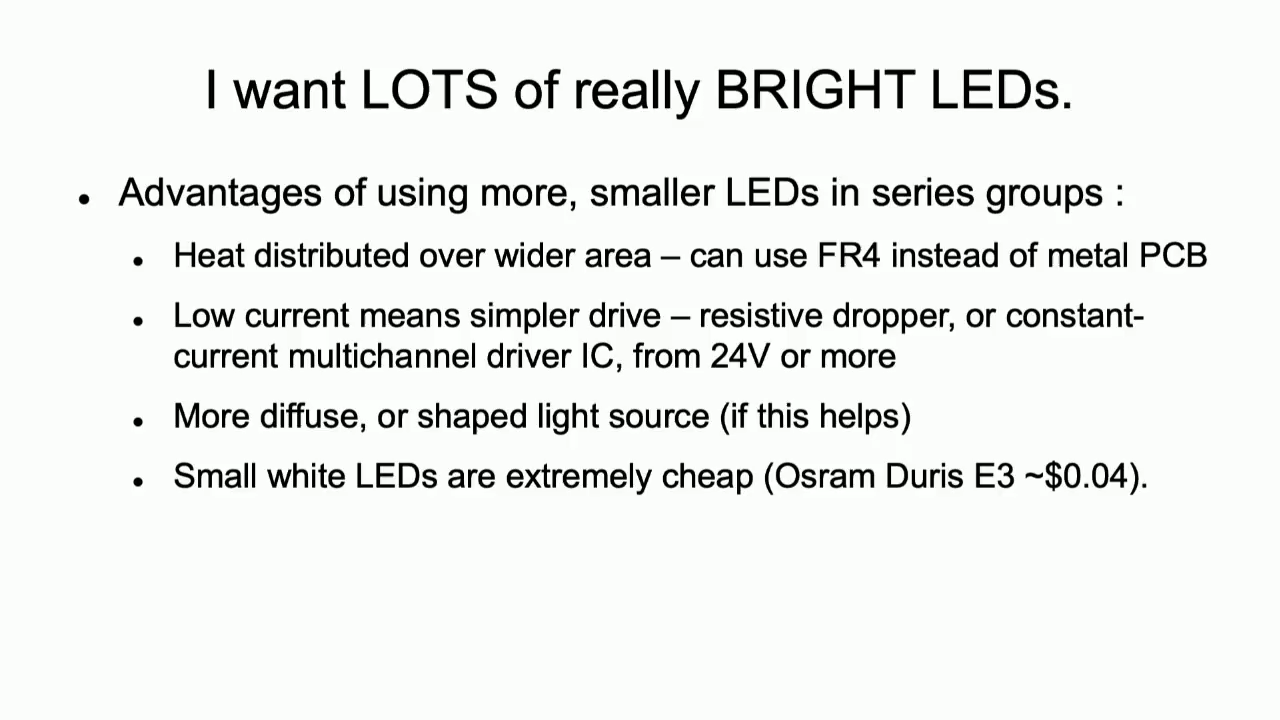 I want LOTS of really BRIGHT LEDs.
• Advantages of using more, smaller LEDs in series groups :
• Heat distributed over wider area – can use FR4 instead of metal PCB
• Low current means simpler drive – resistive dropper, or constant-
current multichannel driver IC, from 24V or more
• More diffuse, or shaped light source (if this helps)
• Small white LEDs are extremely cheap (Osram Duris E3 ~$0.04).